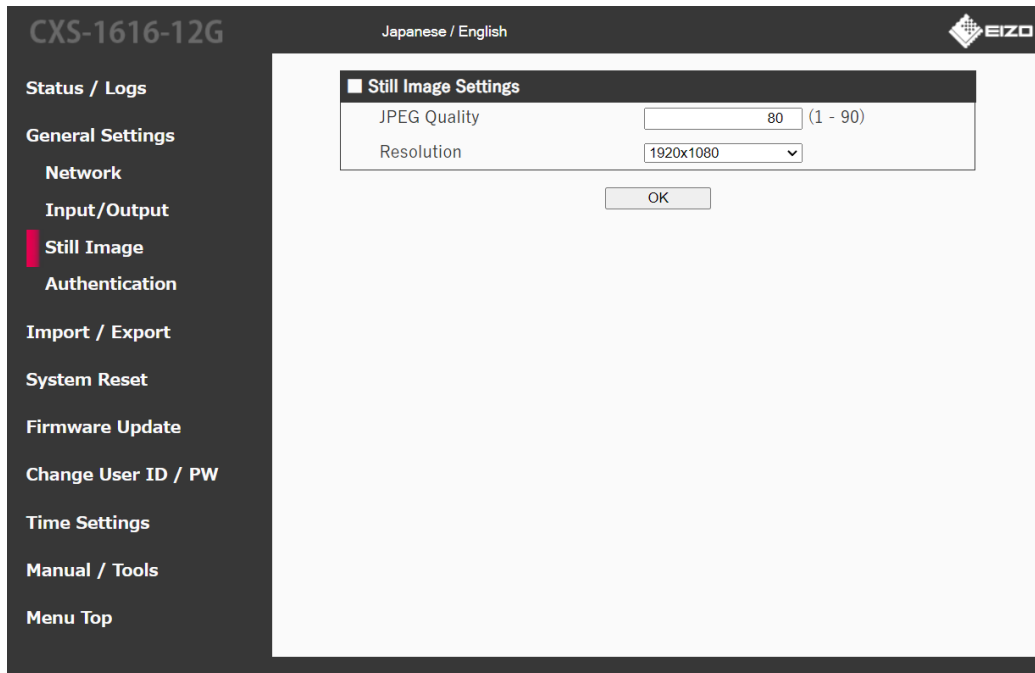 CXS-1616-12G
Japanese / English
EIZO
Status / Logs
General Settings
Network
Input/Output
Still Image
Authentication
Import / Export
System Reset
Firmware Update
Change User ID / PW
Time Settings
Manual / Tools
Menu Top
Still Image Settings
JPEG Quality 80 (1 - 90)
Resolution 1920x1080
OK